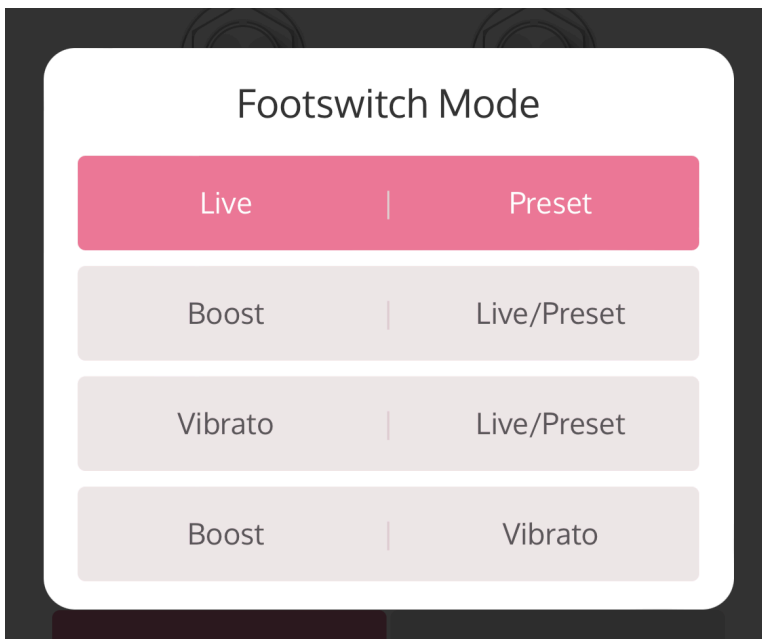 Footswitch Mode
Live | Preset
Boost | Live/Preset
Vibrato | Live/Preset
Boost | Vibrato